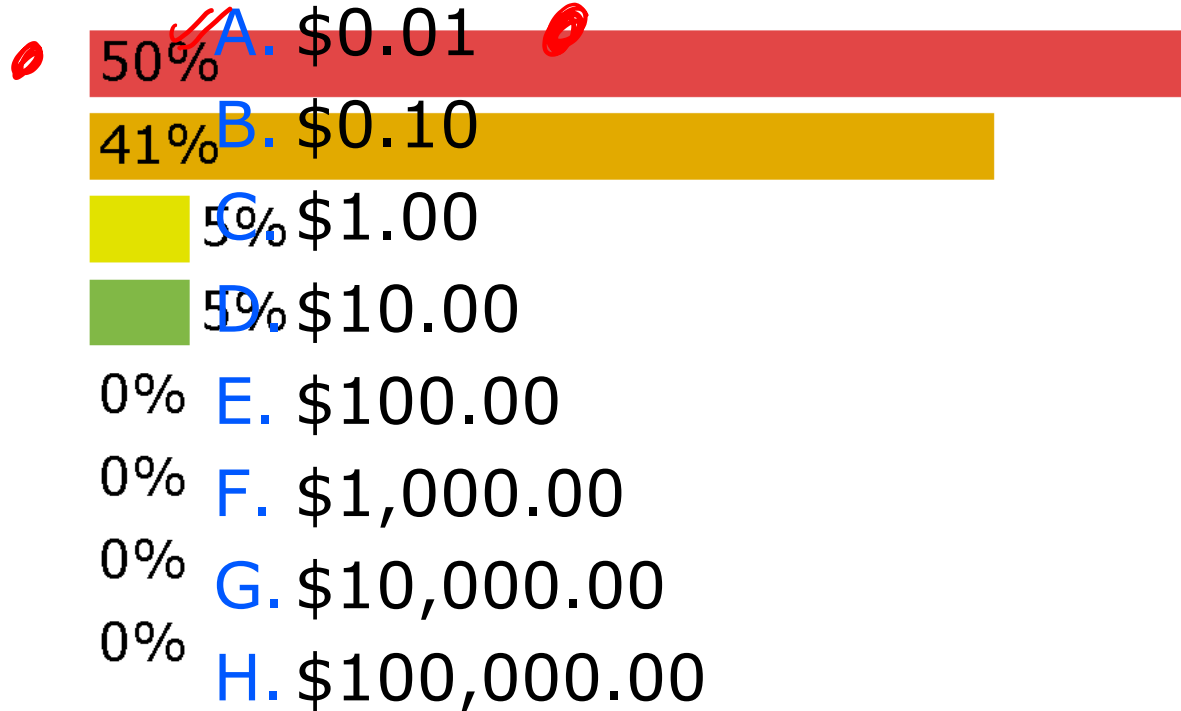 50% A. $0.01
41% B. $0.10
5% C. $1.00
5% D. $10.00
0% E. $100.00
0% F. $1,000.00
0% G. $10,000.00
0% H. $100,000.00